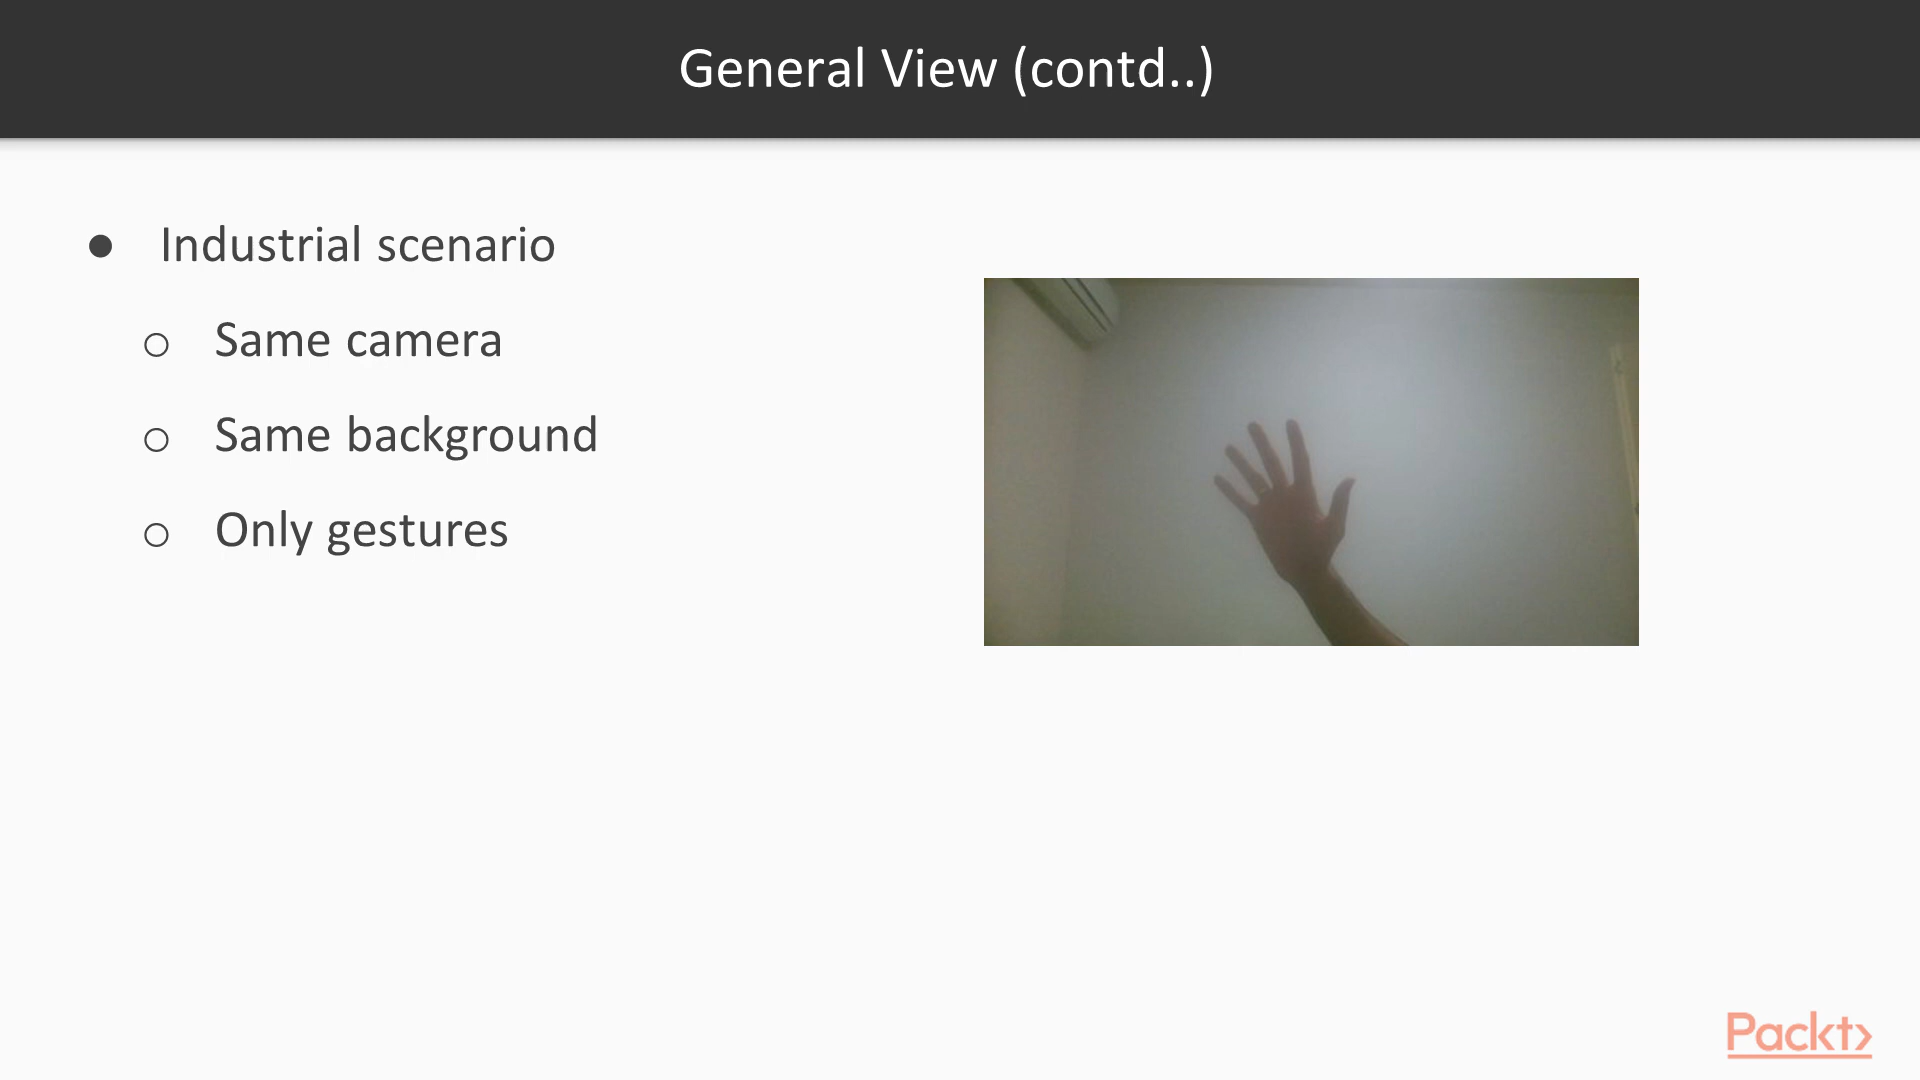 General View (contd..)
● Industrial scenario
○ Same camera
○ Same background
○ Only gestures
Packt>